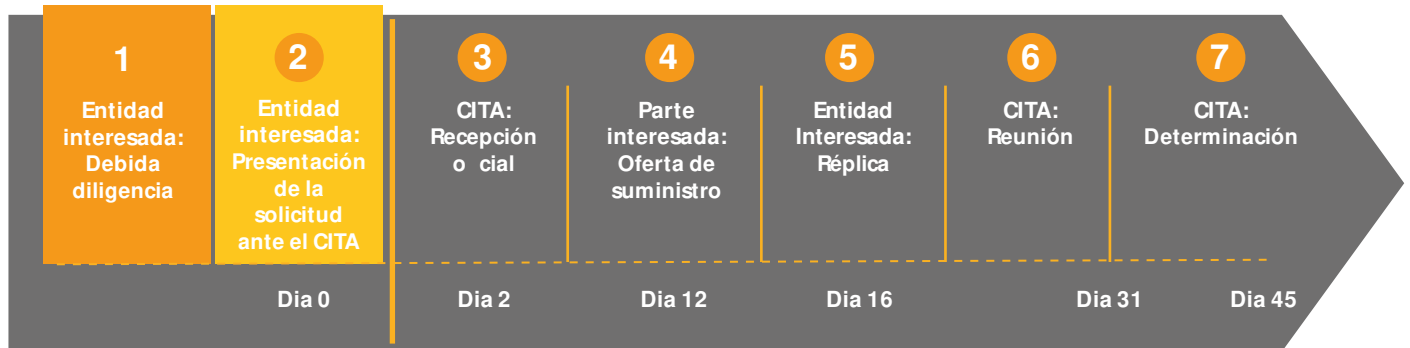 1
Entidad
interesada:
Debida
diligencia
2
Entidad
interesada:
Presentación
de la
solicitud
ante el CITA
3
CITA:
Recepción
o cial
4
Parte
interesada:
Oferta de
suministro
5
Entidad
Interesada:
Réplica
6
CITA:
Reunión
7
CITA:
Determinación
Dia 0
Dia 2
Dia 12
Dia 16
Dia 31
Dia 45